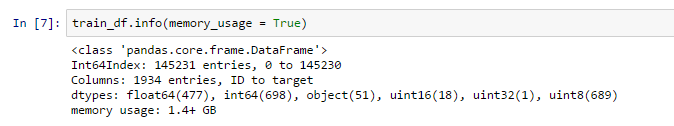 In [7]: train_df.info(memory_usage = True)
<class 'pandas.core.frame.DataFrame'>
Int64Index: 145231 entries, 0 to 145230
Columns: 1934 entries, ID to target
dtypes: float64(477), int64(698), object(51), uint16(18), uint32(1), uint8(689)
memory usage: 1.4+ GB